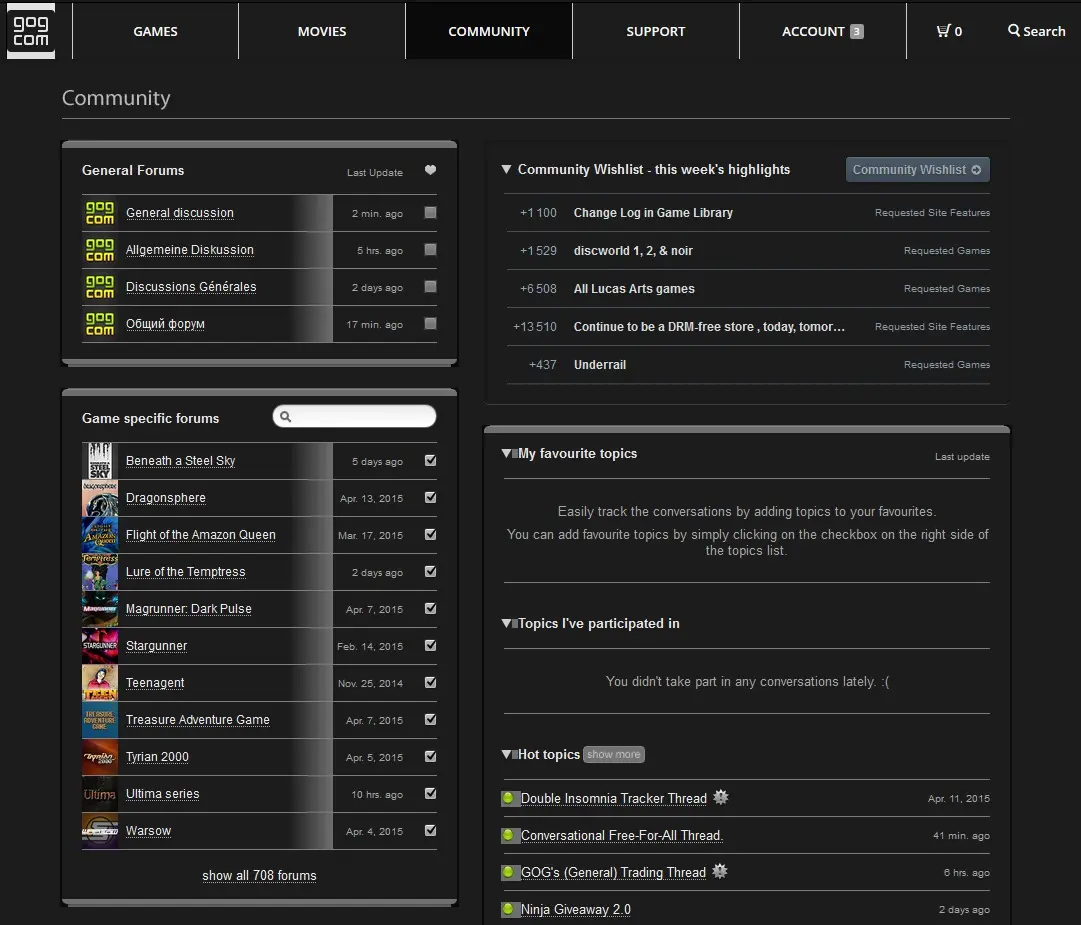 gog
com
GAMES
MOVIES
COMMUNITY
SUPPORT
ACCOUNT 3
0
Search
Community
General Forums
Last Update
gog
com
General discussion
2 min. ago
gog
com
Allgemeine Diskussion
5 hrs. ago
gog
com
Discussions Générales
2 days ago
gog
com
Общий форум
17 min. ago
Game specific forums
Beneath a Steel Sky
5 days ago
Dragonsphere
Apr. 13, 2015
Flight of the Amazon Queen
Mar. 17, 2015
Lure of the Temptress
2 days ago
Magrunner: Dark Pulse
Apr. 7, 2015
Stargunner
Feb. 14, 2015
Teenagent
Nov. 25, 2014
Treasure Adventure Game
Apr. 7, 2015
Tyrian 2000
Apr. 5, 2015
Ultima series
10 hrs. ago
Warsow
Apr. 4, 2015
show all 708 forums
Community Wishlist - this week's highlights
Community Wishlist
+1 100 Change Log in Game Library Requested Site Features
+1 529 discworld 1, 2, & noir Requested Games
+6 508 All Lucas Arts games Requested Games
+13 510 Continue to be a DRM-free store , today, tomor... Requested Site Features
+437 Underrail Requested Games
My favourite topics
Last update
Easily track the conversations by adding topics to your favourites.
You can add favourite topics by simply clicking on the checkbox on the right side of
the topics list.
Topics I've participated in
You didn't take part in any conversations lately. :(
Hot topics show more
Double Insomnia Tracker Thread
Apr. 11, 2015
Conversational Free-For-All Thread.
41 min. ago
GOG's (General) Trading Thread
6 hrs. ago
Ninja Giveaway 2.0
2 days ago